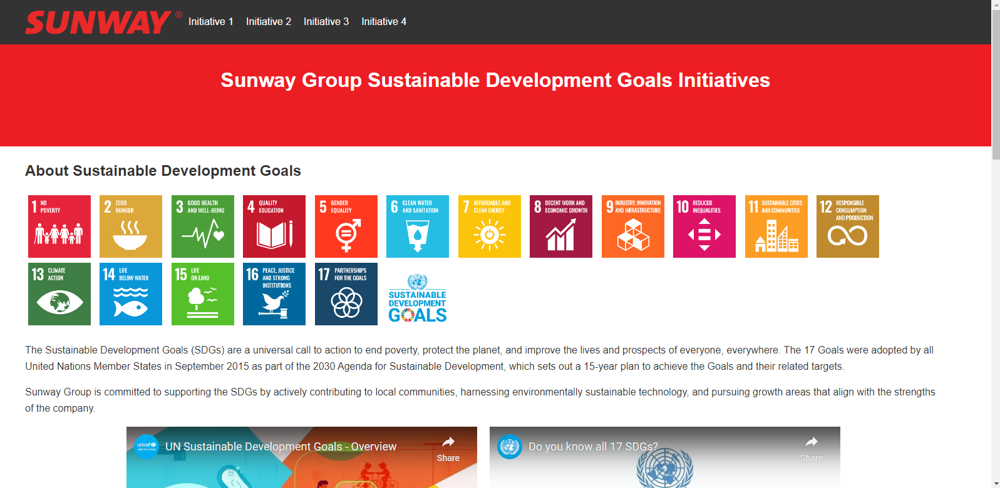 SUNWAY®
Initiative 1 Initiative 2 Initiative 3 Initiative 4
Sunway Group Sustainable Development Goals Initiatives
About Sustainable Development Goals
1 NO
POVERTY
2 ZERO
HUNGER
3 GOOD HEALTH
AND WELL-BEING
4 QUALITY
EDUCATION
5 GENDER
EQUALITY
6 CLEAN WATER
AND SANITATION
7 AFFORDABLE AND
CLEAN ENERGY
8 DECENT WORK AND
ECONOMIC GROWTH
9 INDUSTRY, INNOVATION
AND INFRASTRUCTURE
10 REDUCED
INEQUALITIES
11 SUSTAINABLE CITIES
AND COMMUNITIES
12 RESPONSIBLE
CONSUMPTION
AND PRODUCTION
13 CLIMATE
ACTION
14 LIFE
BELOW WATER
15 LIFE
ON LAND
16 PEACE, JUSTICE
AND STRONG
INSTITUTIONS
17 PARTNERSHIPS
FOR THE GOALS
SUSTAINABLE
DEVELOPMENT
GOALS
The Sustainable Development Goals (SDGs) are a universal call to action to end poverty, protect the planet, and improve the lives and prospects of everyone, everywhere. The 17 Goals were adopted by all
United Nations Member States in September 2015 as part of the 2030 Agenda for Sustainable Development, which sets out a 15-year plan to achieve the Goals and their related targets.
Sunway Group is committed to supporting the SDGs by actively contributing to local communities, harnessing environmentally sustainable technology, and pursuing growth areas that align with the strengths
of the company.
unicef
UN Sustainable Development Goals - Overview
Share
Do you know all 17 SDGs?
Share